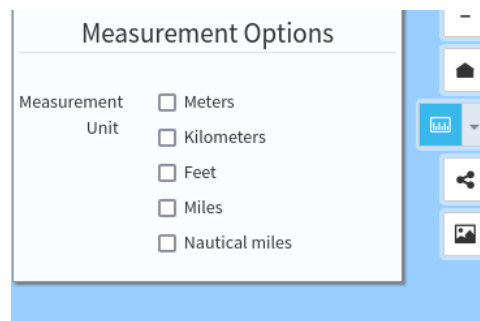 Measurement Options
Measurement
Unit
Meters
Kilometers
Feet
Miles
Nautical miles